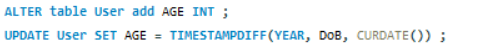 ALTER table User add AGE INT ;
UPDATE User SET AGE = TIMESTAMPDIFF(YEAR, DoB, CURDATE()) ;